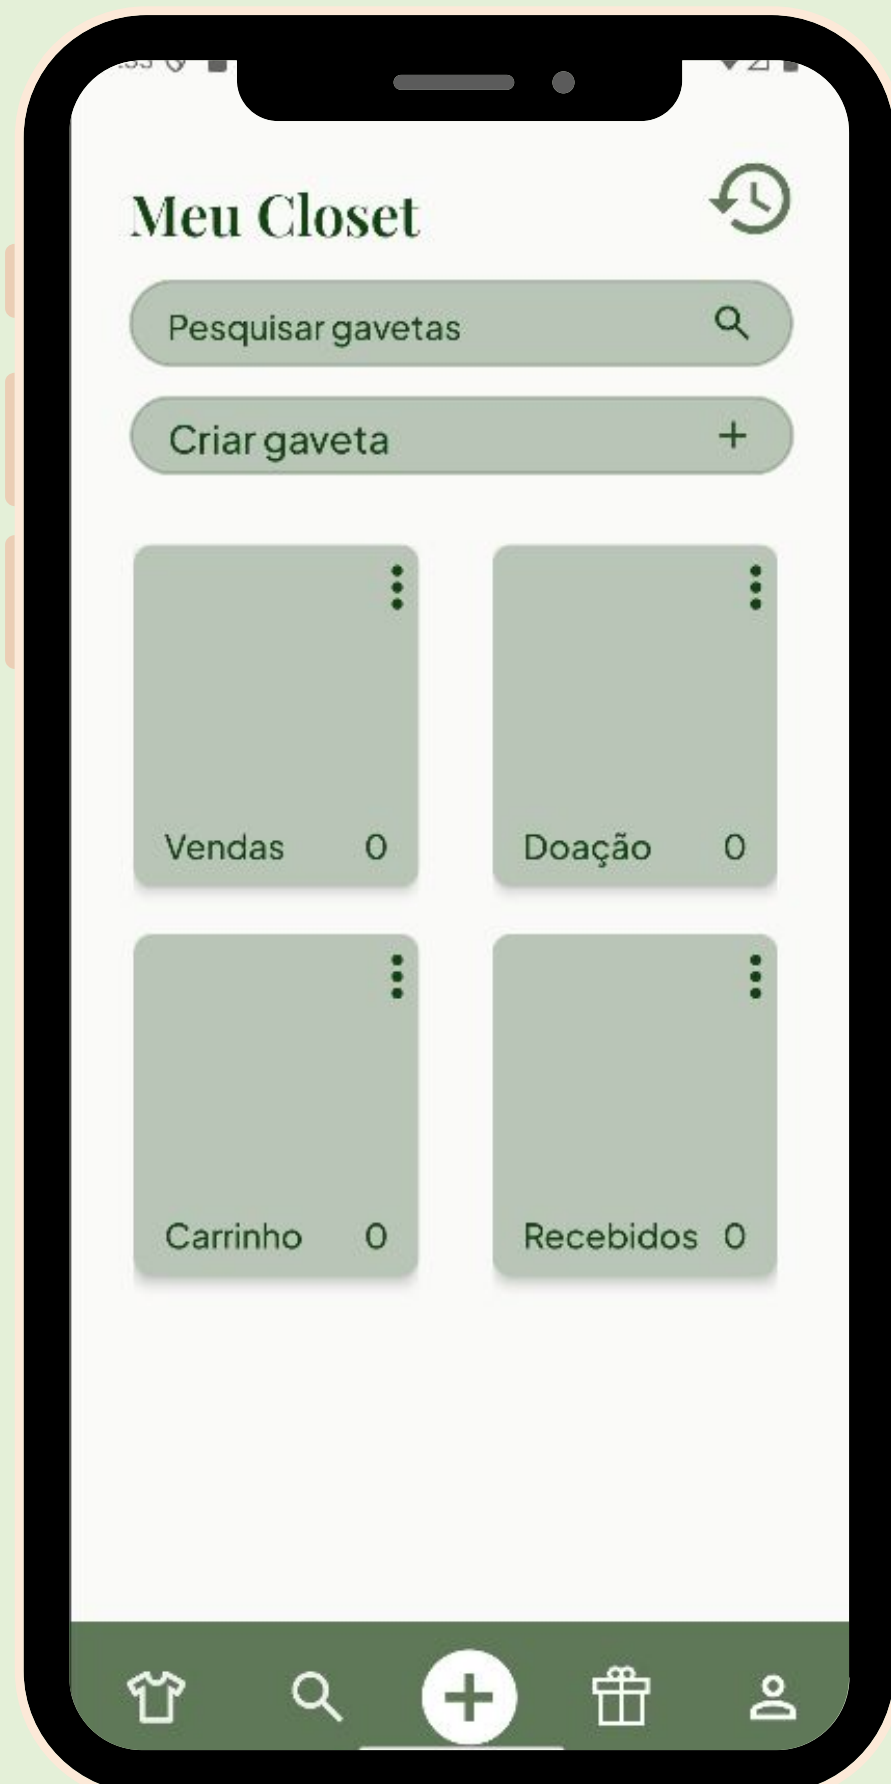 Meu Closet
Pesquisar gavetas
Criar gaveta
Vendas 0
Doação 0
Carrinho 0
Recebidos 0